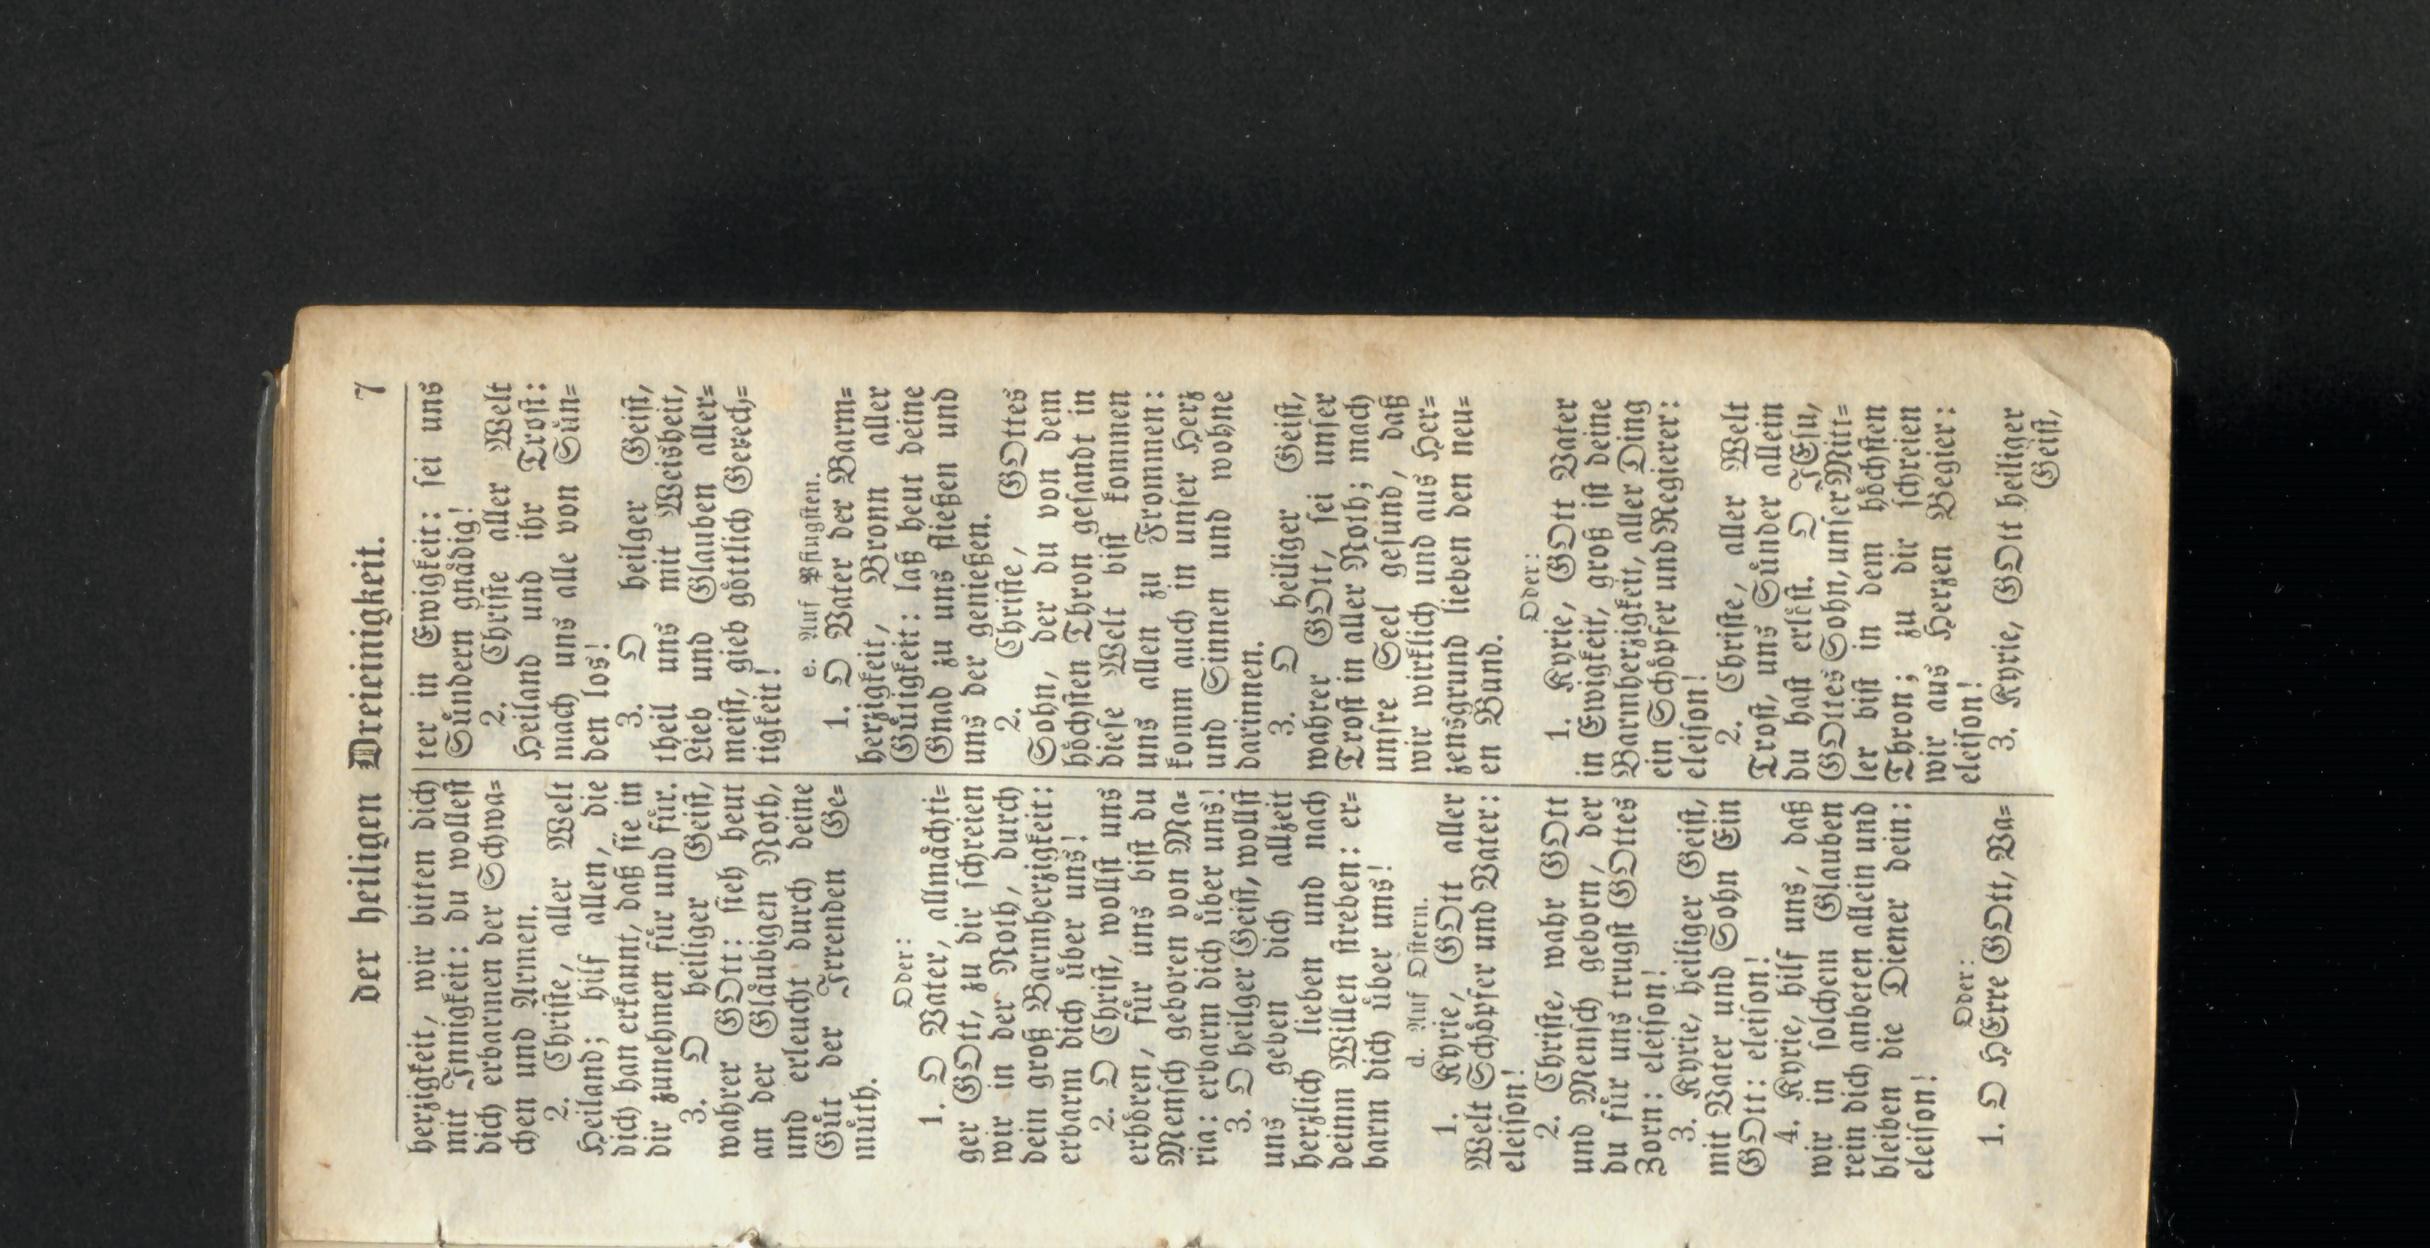 der heiligen Dreieinigkeit. 7
herzigkeit, wir bitten dich
mit Innigkeit: du wollest
dich erbarmen der Schwa=
chen und Armen.
2. Christe, aller Welt
Heiland; hilf allen, die
dich han erkannt, daß sie in
dir zunehmen für und für.
3. O heiliger Geist,
wahrer GOtt: sieh heut
an der Gläubigen Noth,
und erleucht durch deine
Güt der Irrenden Ge=
müth.
Oder:
1. O Vater, allmächti=
ger GOtt, zu dir schreien
wir in der Noth, durch
dein groß Barmherzigkeit:
erbarm dich über uns!
2. O Christ, wollst uns
erhören, für uns bist du
Mensch geboren von Ma=
ria: erbarm dich über uns!
3. O heilger Geist, wollst
uns geben dich allzeit
herzlich lieben und nach
deinm Willen streben: er=
barm dich über uns!
d. Auf Ostern.
1. Kyrie, GOtt aller
Welt Schöpfer und Vater:
eleison!
2. Christe, wahr GOtt
und Mensch geborn, der
du für uns trugst GOttes
Zorn: eleison!
3. Kyrie, heiliger Geist,
mit Vater und Sohn Ein
GOtt: eleison!
4. Kyrie, hilf uns, daß
wir in solchem Glauben
rein dich anbeten allein und
bleiben die Diener dein:
eleison!
Oder:
1. O HErre GOtt, Va=
ter in Ewigkeit: sei uns
Sündern gnädig!
2. Christe aller Welt
Heiland und ihr Trost:
mach uns alle von Sün=
den los!
3. O heilger Geist,
theil uns mit Weisheit,
Lieb und Glauben aller=
meist, gieb göttlich Gerech=
tigkeit!
e. Auf Pfingsten.
1. O Vater der Barm=
herzigkeit, Bronn aller
Gütigkeit: laß heut deine
Gnad zu uns fließen und
uns der genießen.
2. Christe, GOttes
Sohn, der du von dem
höchsten Thron gesandt in
diese Welt bist kommen
uns allen zu Frommen:
komm auch in unser Herz
und Sinnen und wohne
darinnen.
3. O heiliger Geist,
wahrer GOtt, sei unser
Trost in aller Noth; mach
unsre Seel gesund, daß
wir wirklich und aus Her=
zensgrund lieben den neu=
en Bund.
Oder:
1. Kyrie, GOtt Vater
in Ewigkeit, groß ist deine
Barmherzigkeit, aller Ding
ein Schöpfer und Regierer:
eleison!
2. Christe, aller Welt
Trost, uns Sünder allein
du hast erlöst. O JEsu,
GOttes Sohn, unser Mitt=
ler bist in dem höchsten
Thron; zu dir schreien
wir aus Herzen Begier:
eleison!
3. Kyrie, GOtt heiliger
Geist,